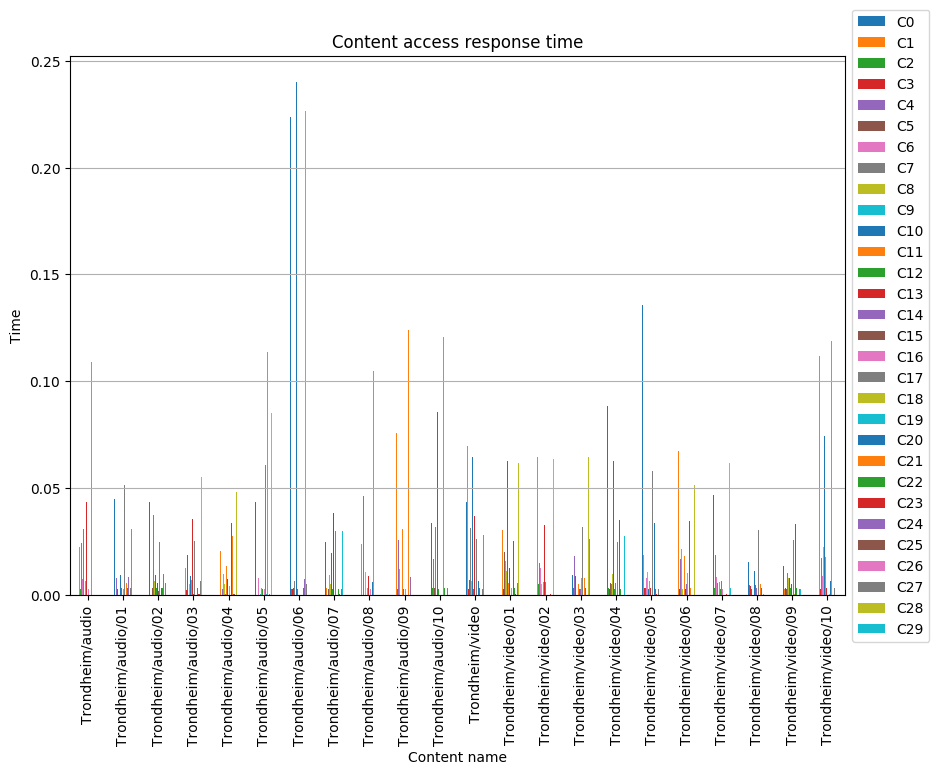 Content access response time
Time
0.25
0.20
0.15
0.10
0.05
0.00
Trondheim/audio
Trondheim/audio/01
Trondheim/audio/02
Trondheim/audio/03
Trondheim/audio/04
Trondheim/audio/05
Trondheim/audio/06
Trondheim/audio/07
Trondheim/audio/08
Trondheim/audio/09
Trondheim/audio/10
Trondheim/video
Trondheim/video/01
Trondheim/video/02
Trondheim/video/03
Trondheim/video/04
Trondheim/video/05
Trondheim/video/06
Trondheim/video/07
Trondheim/video/08
Trondheim/video/09
Trondheim/video/10
Content name
C0
C1
C2
C3
C4
C5
C6
C7
C8
C9
C10
C11
C12
C13
C14
C15
C16
C17
C18
C19
C20
C21
C22
C23
C24
C25
C26
C27
C28
C29